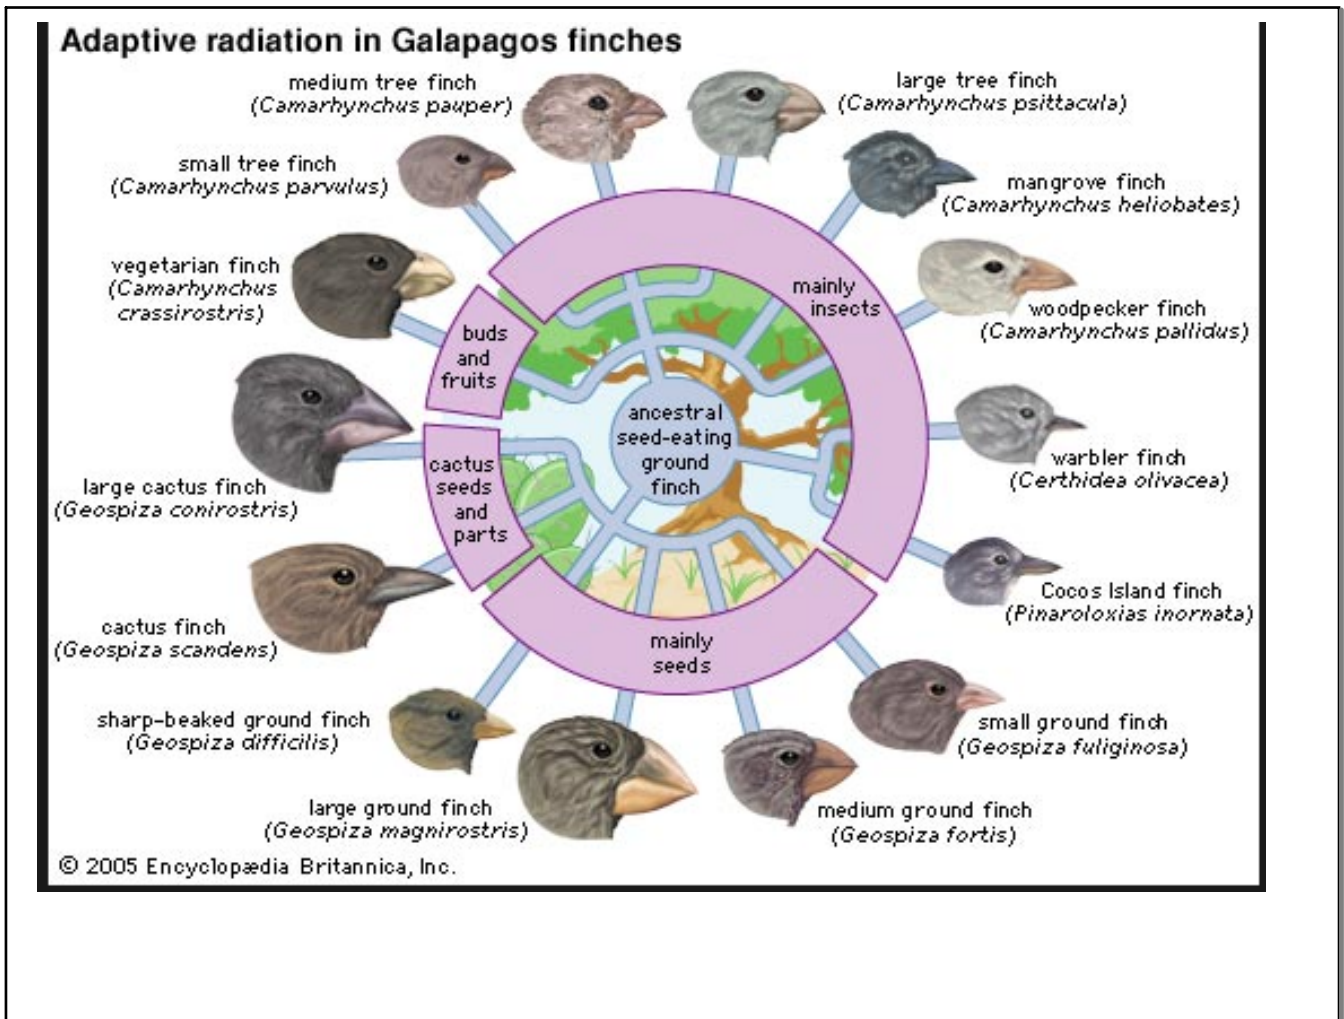 Adaptive radiation in Galapagos finches
medium tree finch
(Camarhynchus pauper)
large tree finch
(Camarhynchus psittacula)
small tree finch
(Camarhynchus parvulus)
mangrove finch
(Camarhynchus heliobates)
vegetarian finch
(Camarhynchus
crassirostris)
mainly
insects
woodpecker finch
(Camarhynchus pallidus)
buds
and
fruits
ancestral
seed-eating
ground
finch
large cactus finch
(Geospiza conirostris)
cactus
seeds
and
parts
warbler finch
(Certhidea olivacea)
cactus finch
(Geospiza scandens)
Cocos Island finch
(Pinaroloxias inornata)
mainly
seeds
sharp-beaked ground finch
(Geospiza difficilis)
small ground finch
(Geospiza fuliginosa)
large ground finch
(Geospiza magnirostris)
medium ground finch
(Geospiza fortis)
© 2005 Encyclopædia Britannica, Inc.